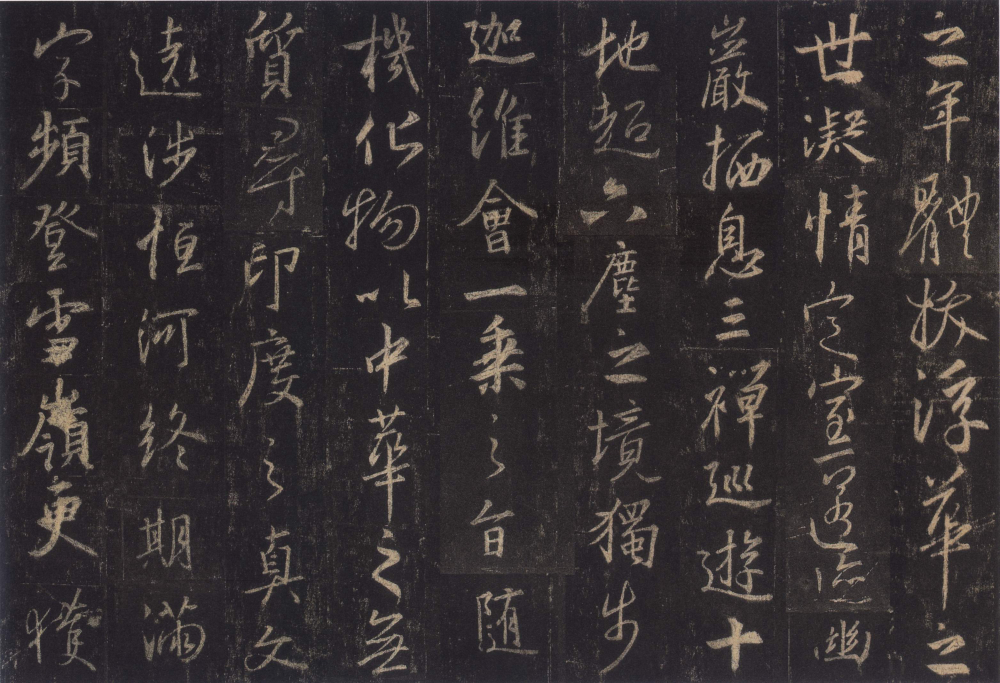 之年體拔浮華之
世凝情定室匿跡幽
巖栖息三禪巡遊十
地超六塵之境獨步
迦維會一乘之旨隨
機化物以中華之無
質尋印度之真文
遠涉恒河終期滿
字頻登雪嶺更獲